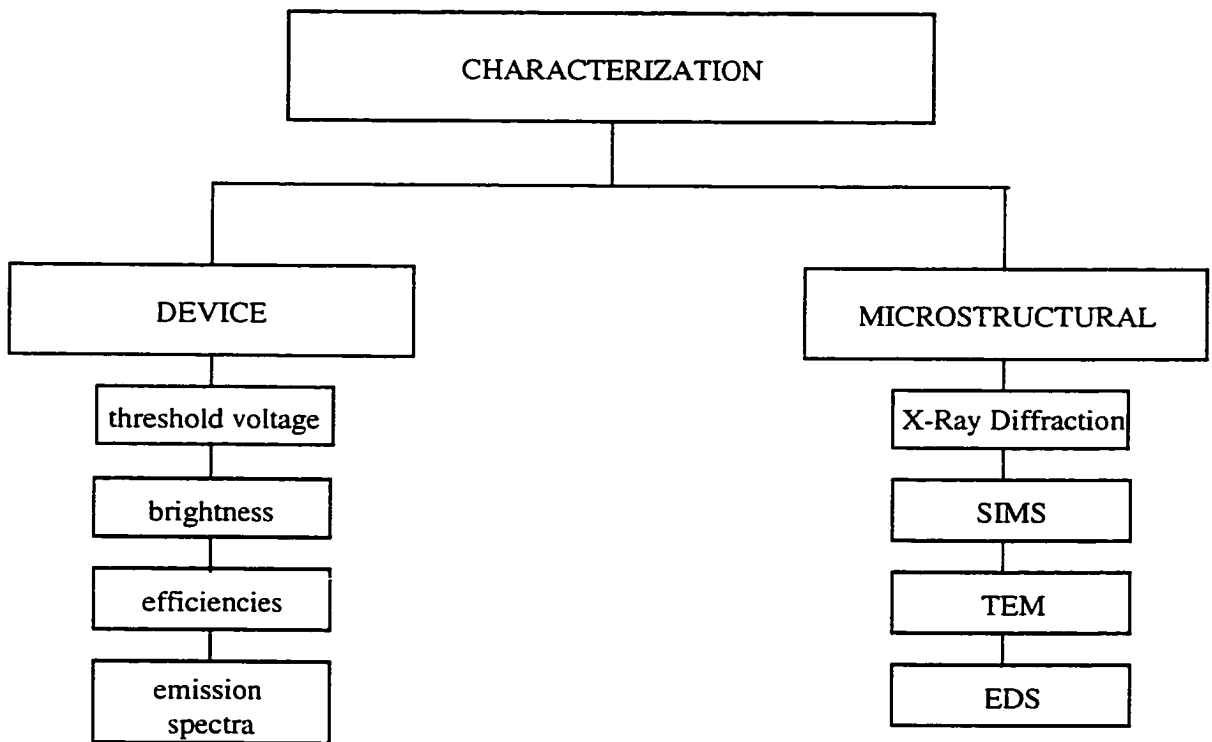 CHARACTERIZATION
DEVICE
threshold voltage
brightness
efficiencies
emission
spectra
MICROSTRUCTURAL
X-Ray Diffraction
SIMS
TEM
EDS